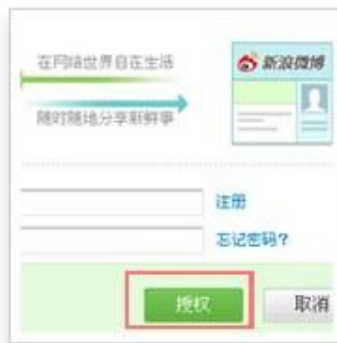 在网络世界自在生活
新浪微博
随时随地分享新鲜事
注册
忘记密码?
授权
取消